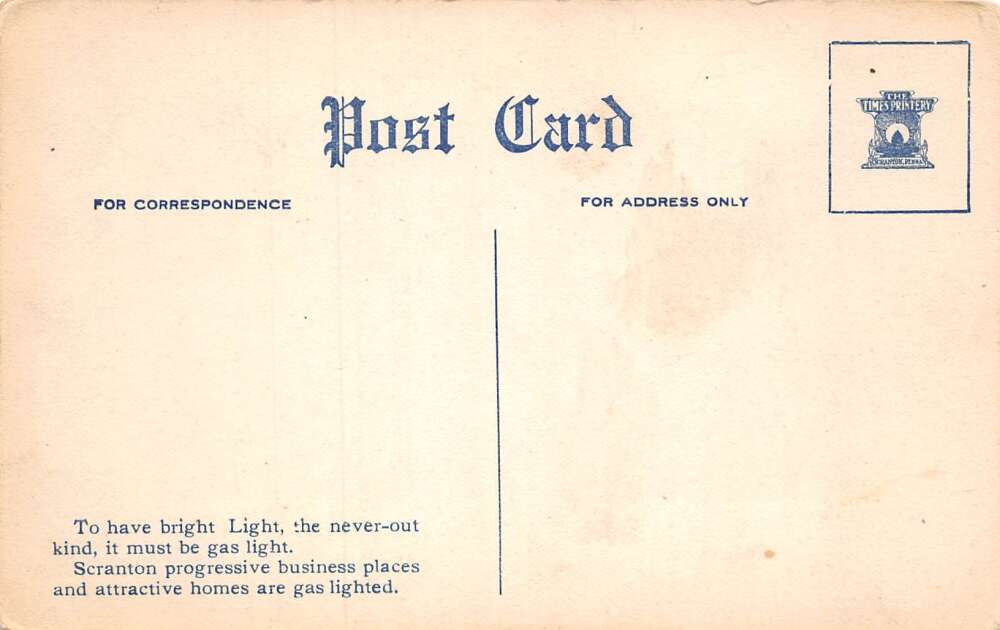 Post Card
THE
TIMES PRINTERY
SCRANTON, PENNA.
FOR CORRESPONDENCE
FOR ADDRESS ONLY
To have bright Light, the never-out
kind, it must be gas light.
Scranton progressive business places
and attractive homes are gas lighted.